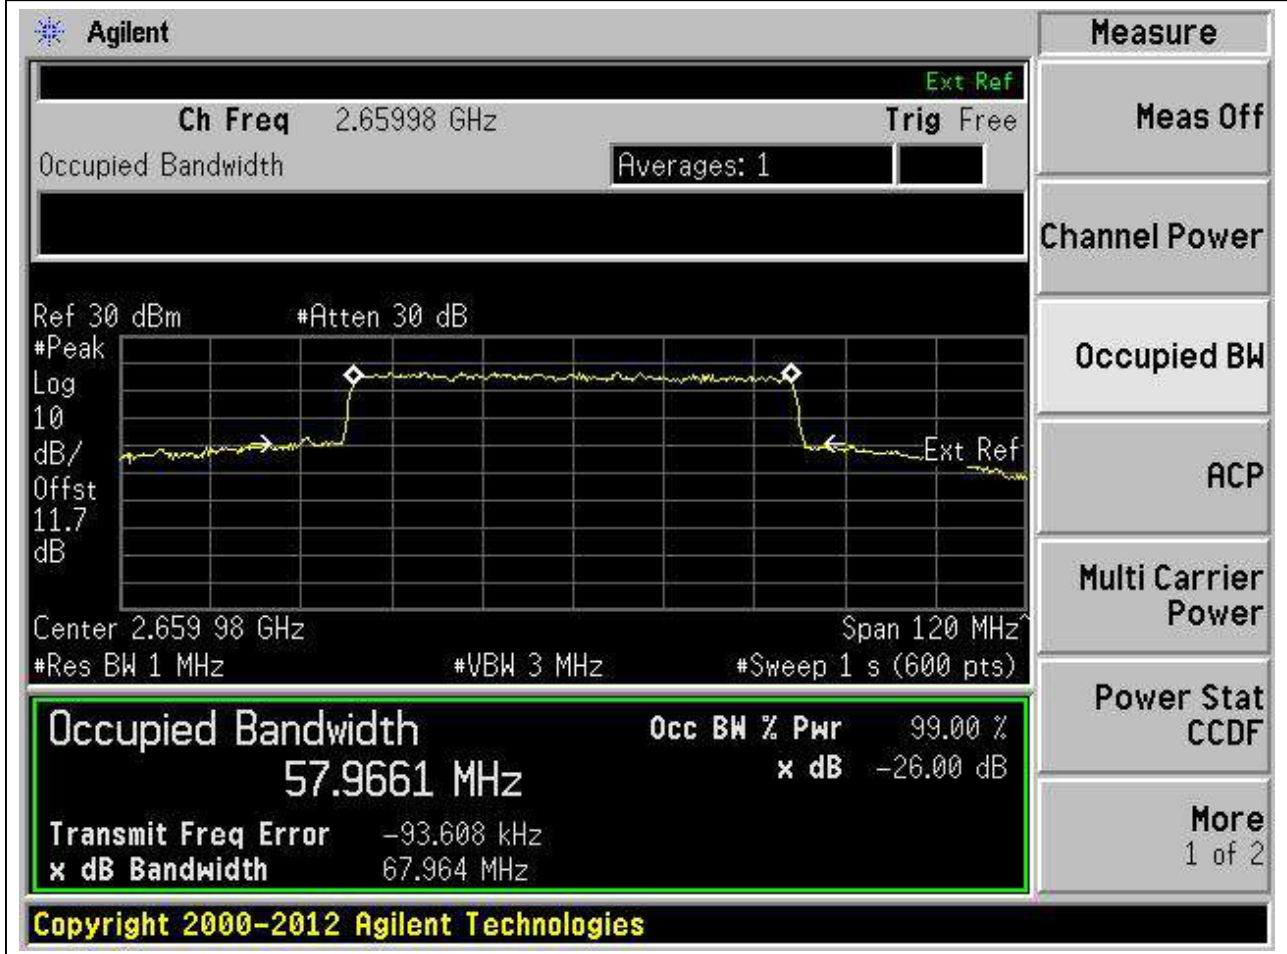 Agilent
Measure
Ext Ref
Ch Freq 2.65998 GHz Trig Free
Meas Off
Occupied Bandwidth Averages: 1
Channel Power
Ref 30 dBm #Atten 30 dB
#Peak
Log
10
dB/
Offst
11.7
dB
Ext Ref
Center 2.659 98 GHz Span 120 MHz^
#Res BW 1 MHz #VBW 3 MHz #Sweep 1 s (600 pts)
Occupied BW
ACP
Multi Carrier
Power
Occupied Bandwidth Occ BW % Pwr 99.00 %
57.9661 MHz x dB -26.00 dB
Transmit Freq Error -93.608 kHz
x dB Bandwidth 67.964 MHz
Power Stat
CCDF
More
1 of 2
Copyright 2000-2012 Agilent Technologies